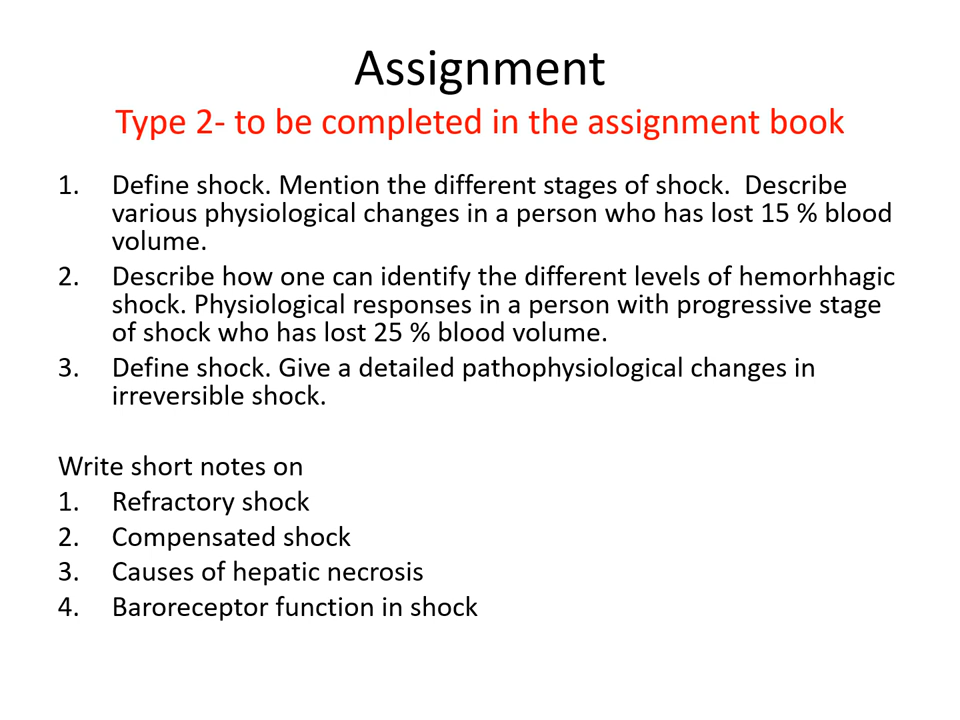 Assignment
Type 2- to be completed in the assignment book
1. Define shock. Mention the different stages of shock.  Describe
various physiological changes in a person who has lost 15 % blood
volume.
2. Describe how one can identify the different levels of hemorhhagic
shock. Physiological responses in a person with progressive stage
of shock who has lost 25 % blood volume.
3. Define shock. Give a detailed pathophysiological changes in
irreversible shock.
Write short notes on
1. Refractory shock
2. Compensated shock
3. Causes of hepatic necrosis
4. Baroreceptor function in shock